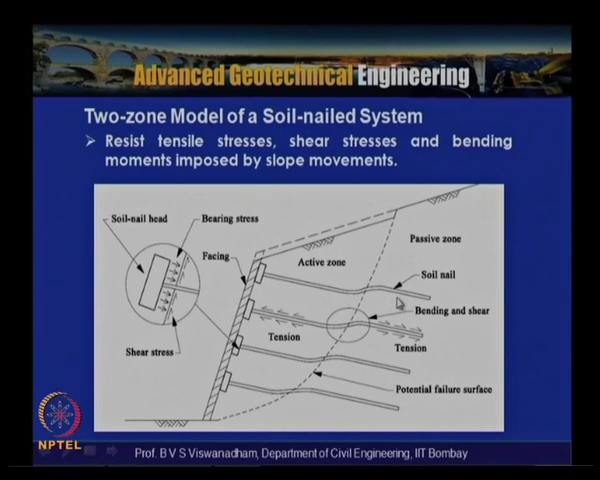 Advanced Geotechnical Engineering
Two-zone Model of a Soil-nailed System
➢ Resist tensile stresses, shear stresses and bending
moments imposed by slope movements.
Soil-nail head
Bearing stress
Facing
Active zone
Passive zone
Soil nail
Bending and shear
Tension
Tension
Shear stress
Potential failure surface
NPTEL
Prof. B V S Viswanadham, Department of Civil Engineering, IIT Bombay